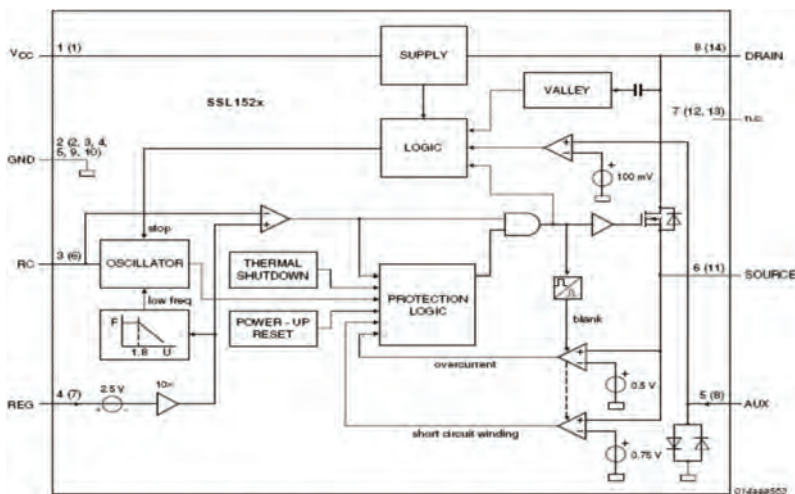 VCC
1 (1)
SUPPLY
8 (14)
DRAIN
SSL152x
VALLEY
7 (12, 13)
n.c.
GND
2 (2, 3, 4,
5, 9, 10)
LOGIC
100 mV
stop
RC
3 (6)
OSCILLATOR
THERMAL
SHUTDOWN
PROTECTION
LOGIC
6 (11)
SOURCE
low freq
F
1.8
U
POWER - UP
RESET
blank
overcurrent
0.5 V
REG
4 (7)
2.5 V
10×
5 (8)
AUX
short circuit winding
0.75 V
014aaa553